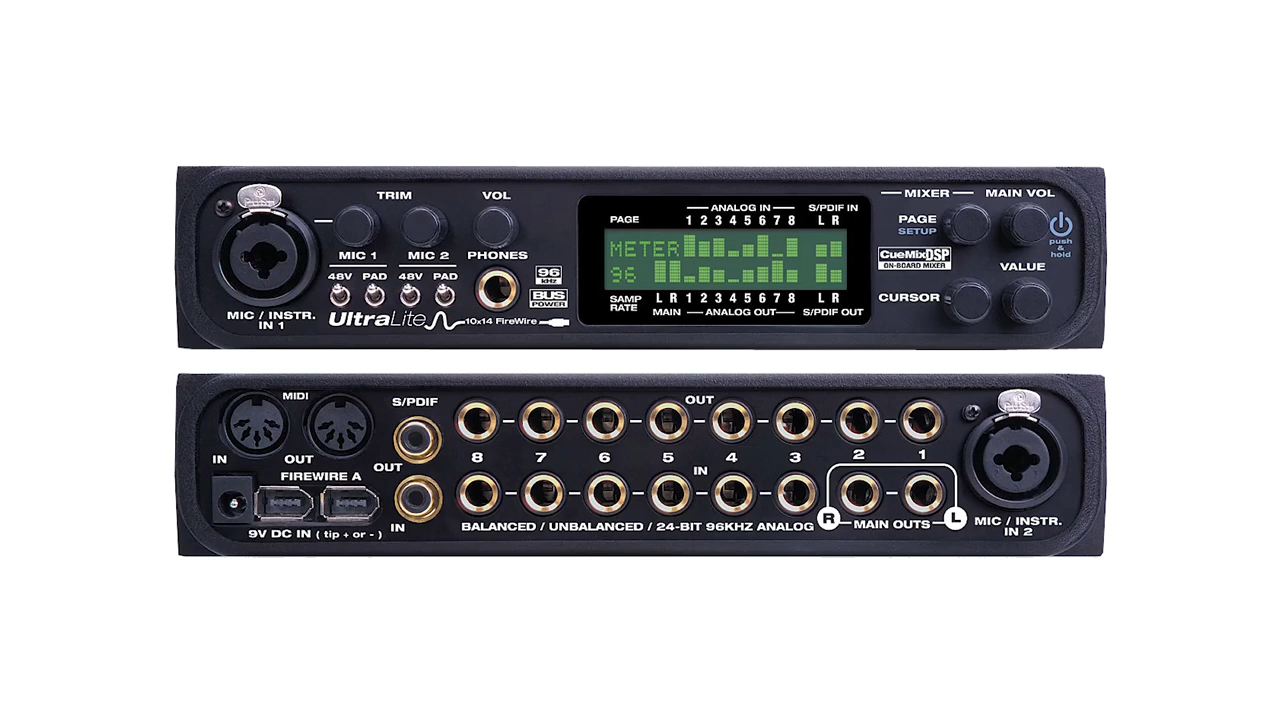 TRIM
VOL
MIC 1
MIC 2
PHONES
48V PAD 48V PAD
MIC / INSTR.
IN 1
UltraLite
10x14 FireWire
96
kHz
BUS
POWER
ANALOG IN
S/PDIF IN
PAGE
1 2 3 4 5 6 7 8
L R
METER
96
SAMP
RATE
L R 1 2 3 4 5 6 7 8
L R
MAIN
ANALOG OUT
S/PDIF OUT
MIXER
MAIN VOL
PAGE
SETUP
push
&
hold
CueMixDSP
ON-BOARD MIXER
VALUE
CURSOR
MIDI
IN
OUT
S/PDIF
OUT
IN
FIREWIRE A
9V DC IN ( tip + or - )
OUT
8 7 6 5 4 3 2 1
IN
BALANCED / UNBALANCED / 24-BIT 96KHZ ANALOG
R
MAIN OUTS
L
MIC / INSTR.
IN 2